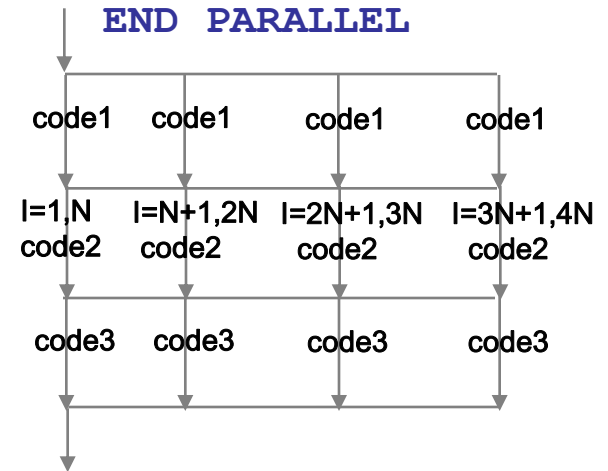 END PARALLEL
code1 code1 code1 code1
I=1,N I=N+1,2N I=2N+1,3N I=3N+1,4N
code2 code2 code2 code2
code3 code3 code3 code3